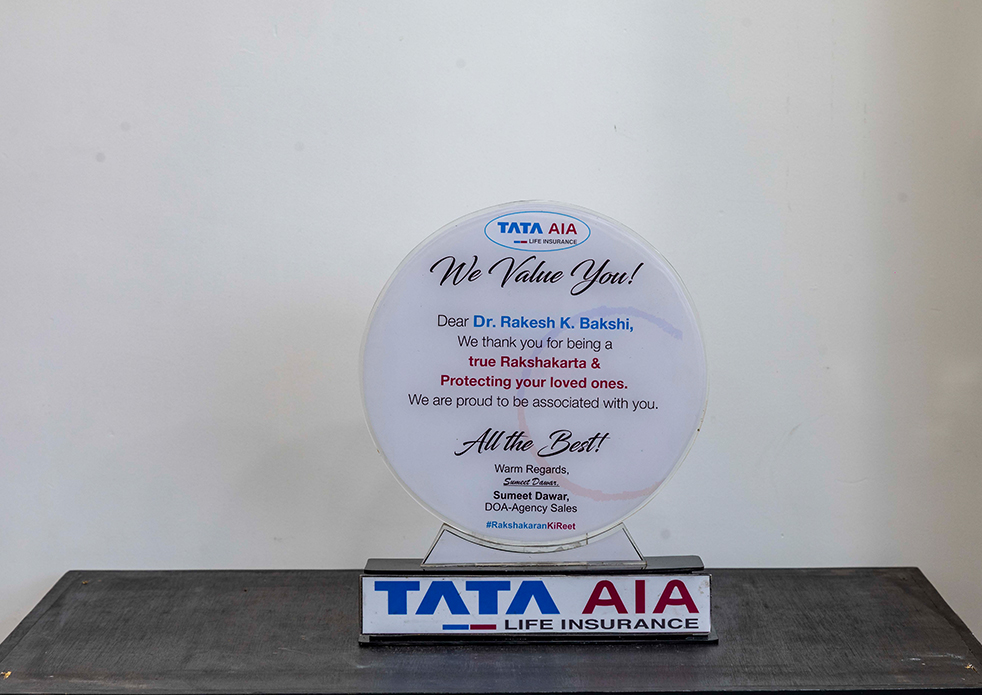 TATA AIA
LIFE INSURANCE
We Value You!
Dear Dr. Rakesh K. Bakshi,
We thank you for being a
true Rakshakarta &
Protecting your loved ones.
We are proud to be associated with you.
All the Best!
Warm Regards,
Sumeet Dawar.
Sumeet Dawar,
DOA-Agency Sales
#RakshakaranKiReet
TATA AIA
LIFE INSURANCE